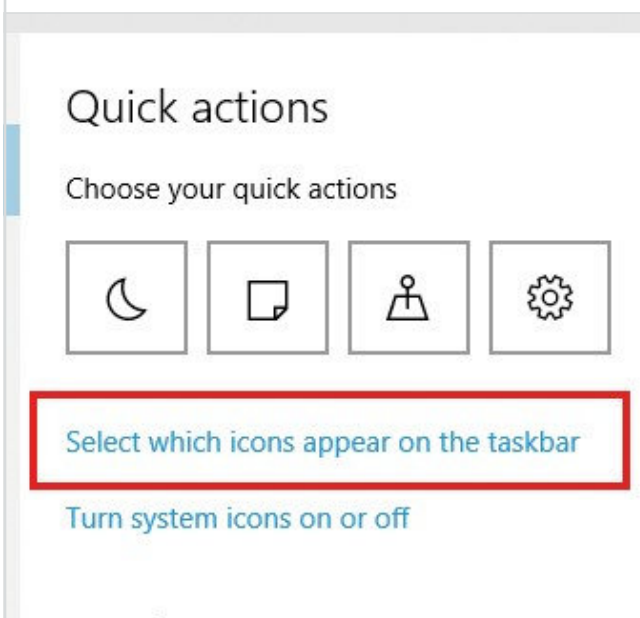 Quick actions
Choose your quick actions
Select which icons appear on the taskbar
Turn system icons on or off